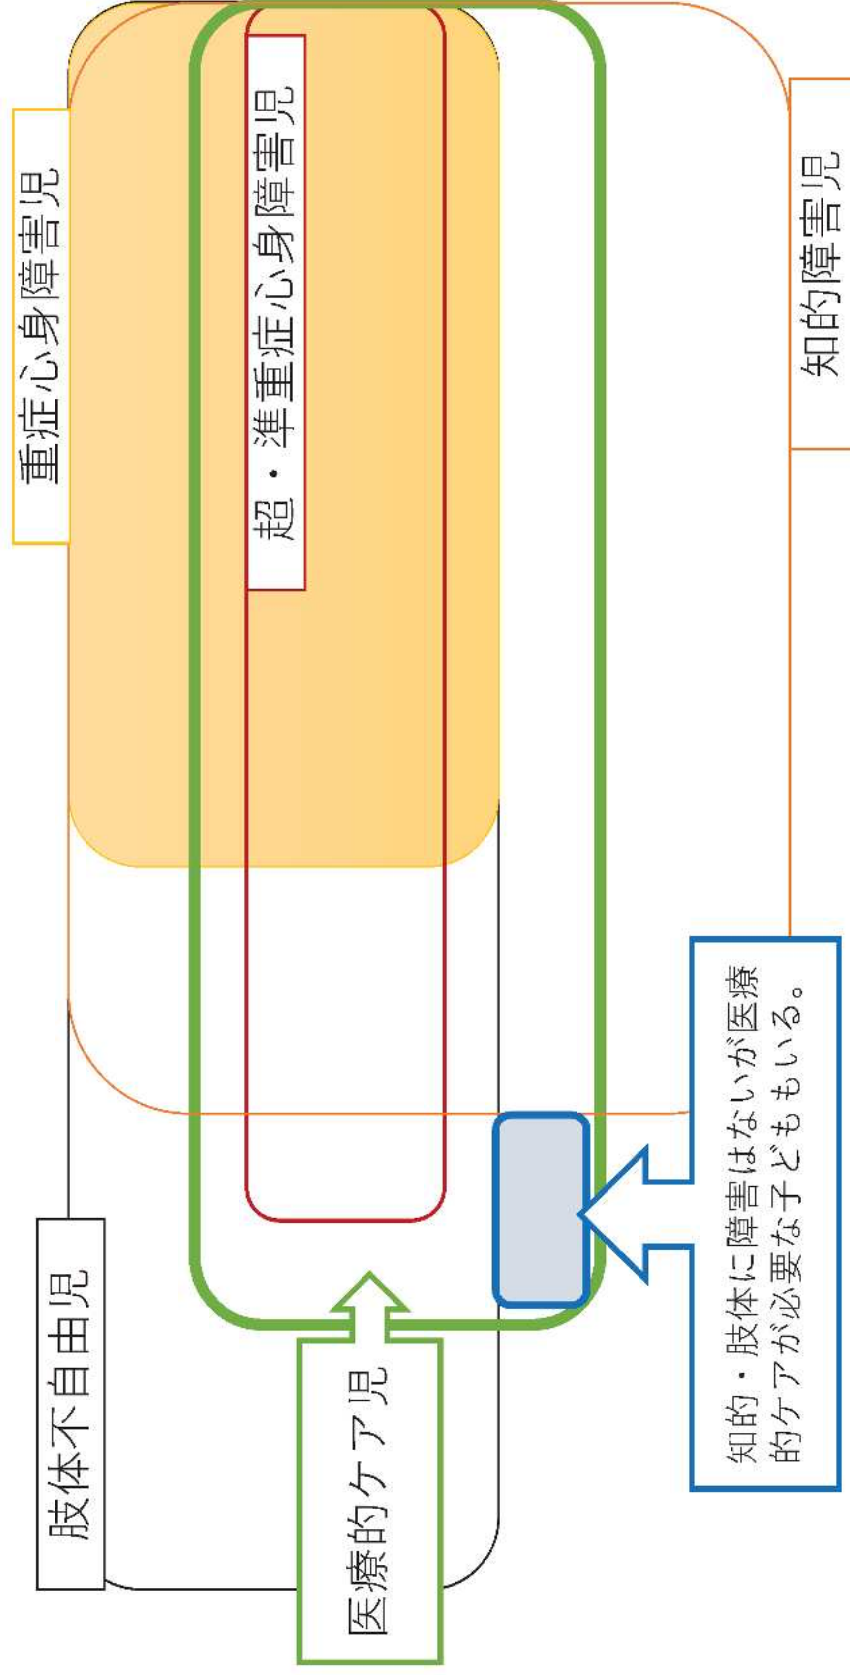 肢体不自由児
重症心身障害児
医療的ケア児
超・準重症心身障害児
知的・肢体に障害はないが医療
的ケアが必要な子どももいる。
知的障害児